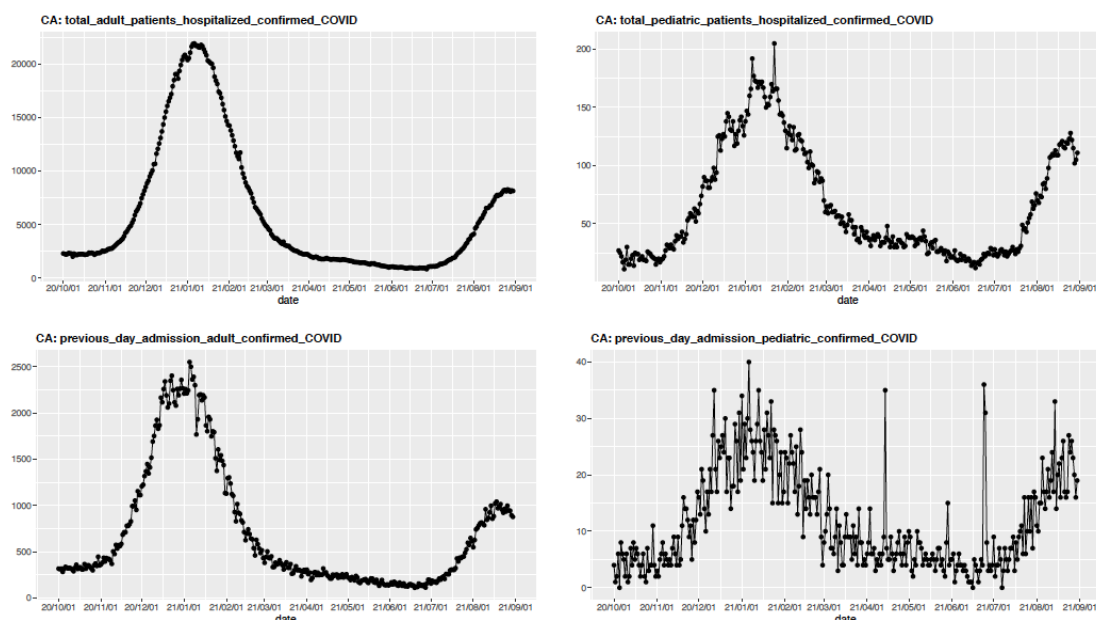 CA: total_adult_patients_hospitalized_confirmed_COVID
20000
15000
10000
5000
0
20/10/01 20/11/01 20/12/01 21/01/01 21/02/01 21/03/01 21/04/01 21/05/01 21/06/01 21/07/01 21/08/01 21/09/01
date
CA: total_pediatric_patients_hospitalized_confirmed_COVID
200
150
100
50
20/10/01 20/11/01 20/12/01 21/01/01 21/02/01 21/03/01 21/04/01 21/05/01 21/06/01 21/07/01 21/08/01 21/09/01
date
CA: previous_day_admission_adult_confirmed_COVID
2500
2000
1500
1000
500
0
20/10/01 20/11/01 20/12/01 21/01/01 21/02/01 21/03/01 21/04/01 21/05/01 21/06/01 21/07/01 21/08/01 21/09/01
date
CA: previous_day_admission_pediatric_confirmed_COVID
40
30
20
10
0
20/10/01 20/11/01 20/12/01 21/01/01 21/02/01 21/03/01 21/04/01 21/05/01 21/06/01 21/07/01 21/08/01 21/09/01
date